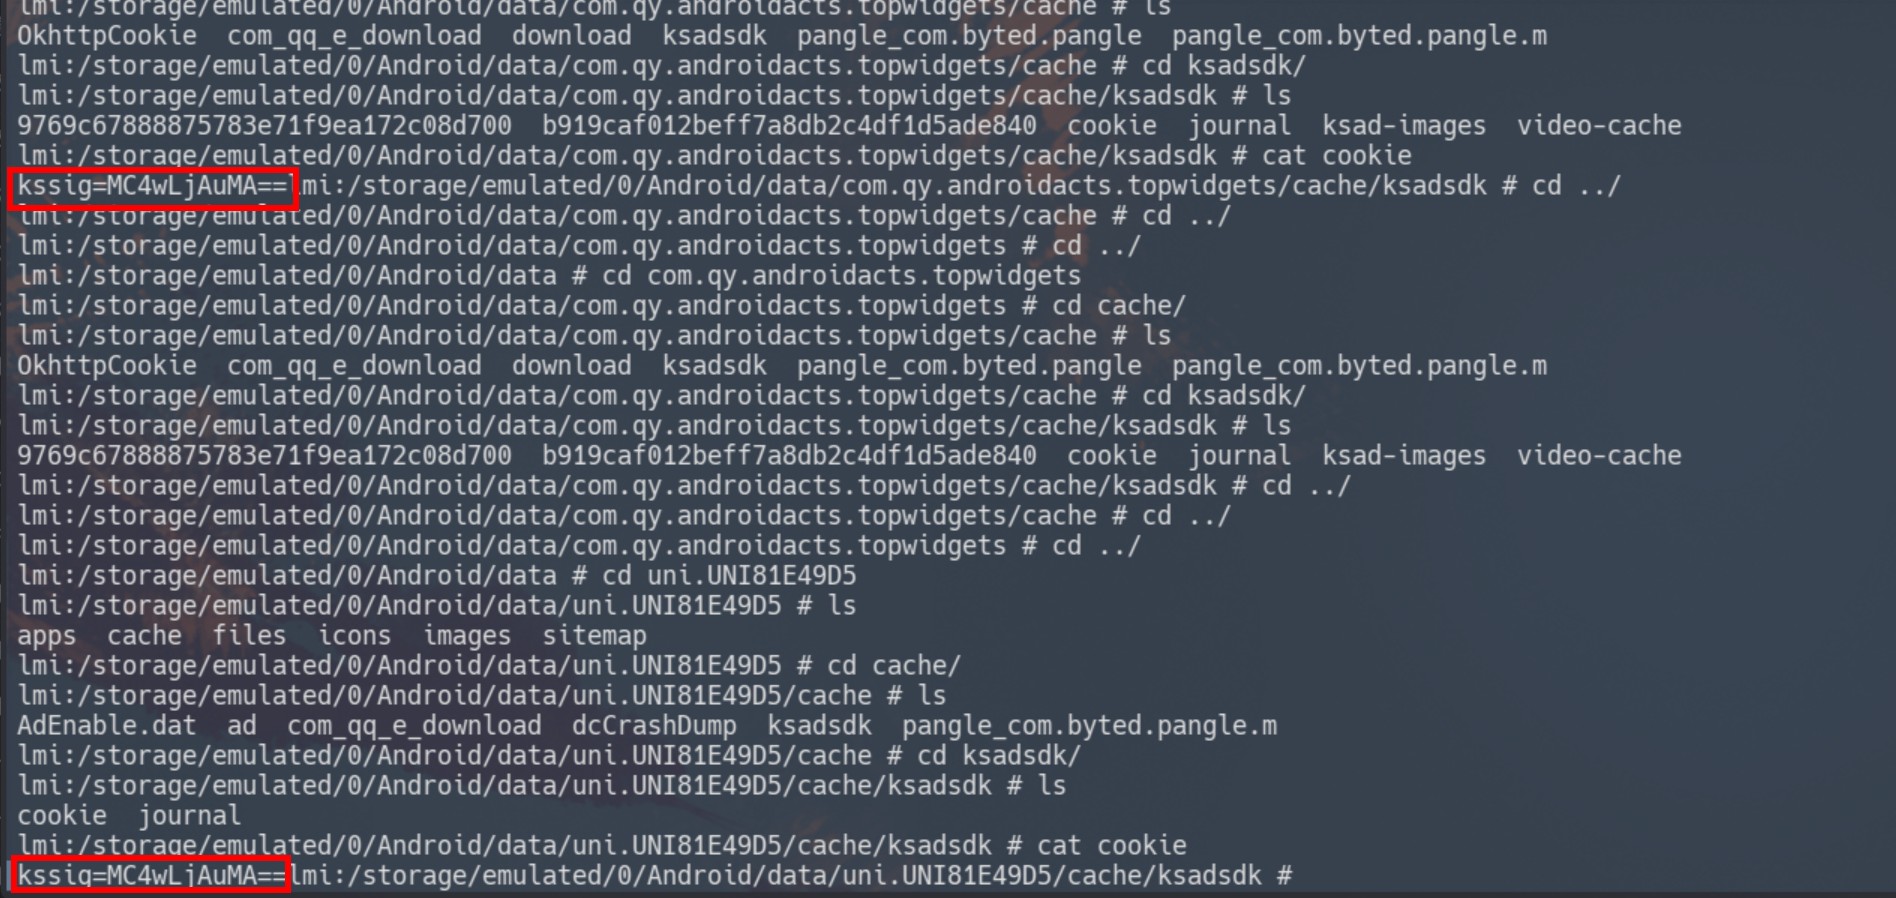 lmi:/storage/emulated/0/Android/data/com.qy.androidacts.topwidgets/cache # ls
OkhttpCookie  com_qq_e_download  download  ksadsdk  pangle_com.byted.pangle  pangle_com.byted.pangle.m
lmi:/storage/emulated/0/Android/data/com.qy.androidacts.topwidgets/cache # cd ksadsdk/
lmi:/storage/emulated/0/Android/data/com.qy.androidacts.topwidgets/cache/ksadsdk # ls
9769c67888875783e71f9ea172c08d700  b919caf012beff7a8db2c4df1d5ade840  cookie  journal  ksad-images  video-cache
lmi:/storage/emulated/0/Android/data/com.qy.androidacts.topwidgets/cache/ksadsdk # cat cookie
kssig=MC4wLjAuMA==lmi:/storage/emulated/0/Android/data/com.qy.androidacts.topwidgets/cache/ksadsdk # cd ../
lmi:/storage/emulated/0/Android/data/com.qy.androidacts.topwidgets/cache # cd ../
lmi:/storage/emulated/0/Android/data/com.qy.androidacts.topwidgets # cd ../
lmi:/storage/emulated/0/Android/data # cd com.qy.androidacts.topwidgets
lmi:/storage/emulated/0/Android/data/com.qy.androidacts.topwidgets # cd cache/
lmi:/storage/emulated/0/Android/data/com.qy.androidacts.topwidgets/cache # ls
OkhttpCookie  com_qq_e_download  download  ksadsdk  pangle_com.byted.pangle  pangle_com.byted.pangle.m
lmi:/storage/emulated/0/Android/data/com.qy.androidacts.topwidgets/cache # cd ksadsdk/
lmi:/storage/emulated/0/Android/data/com.qy.androidacts.topwidgets/cache/ksadsdk # ls
9769c67888875783e71f9ea172c08d700  b919caf012beff7a8db2c4df1d5ade840  cookie  journal  ksad-images  video-cache
lmi:/storage/emulated/0/Android/data/com.qy.androidacts.topwidgets/cache/ksadsdk # cd ../
lmi:/storage/emulated/0/Android/data/com.qy.androidacts.topwidgets/cache # cd ../
lmi:/storage/emulated/0/Android/data/com.qy.androidacts.topwidgets # cd ../
lmi:/storage/emulated/0/Android/data # cd uni.UNI81E49D5
lmi:/storage/emulated/0/Android/data/uni.UNI81E49D5 # ls
apps  cache  files  icons  images  sitemap
lmi:/storage/emulated/0/Android/data/uni.UNI81E49D5 # cd cache/
lmi:/storage/emulated/0/Android/data/uni.UNI81E49D5/cache # ls
AdEnable.dat  ad  com_qq_e_download  dcCrashDump  ksadsdk  pangle_com.byted.pangle.m
lmi:/storage/emulated/0/Android/data/uni.UNI81E49D5/cache # cd ksadsdk/
lmi:/storage/emulated/0/Android/data/uni.UNI81E49D5/cache/ksadsdk # ls
cookie  journal
lmi:/storage/emulated/0/Android/data/uni.UNI81E49D5/cache/ksadsdk # cat cookie
kssig=MC4wLjAuMA==lmi:/storage/emulated/0/Android/data/uni.UNI81E49D5/cache/ksadsdk #